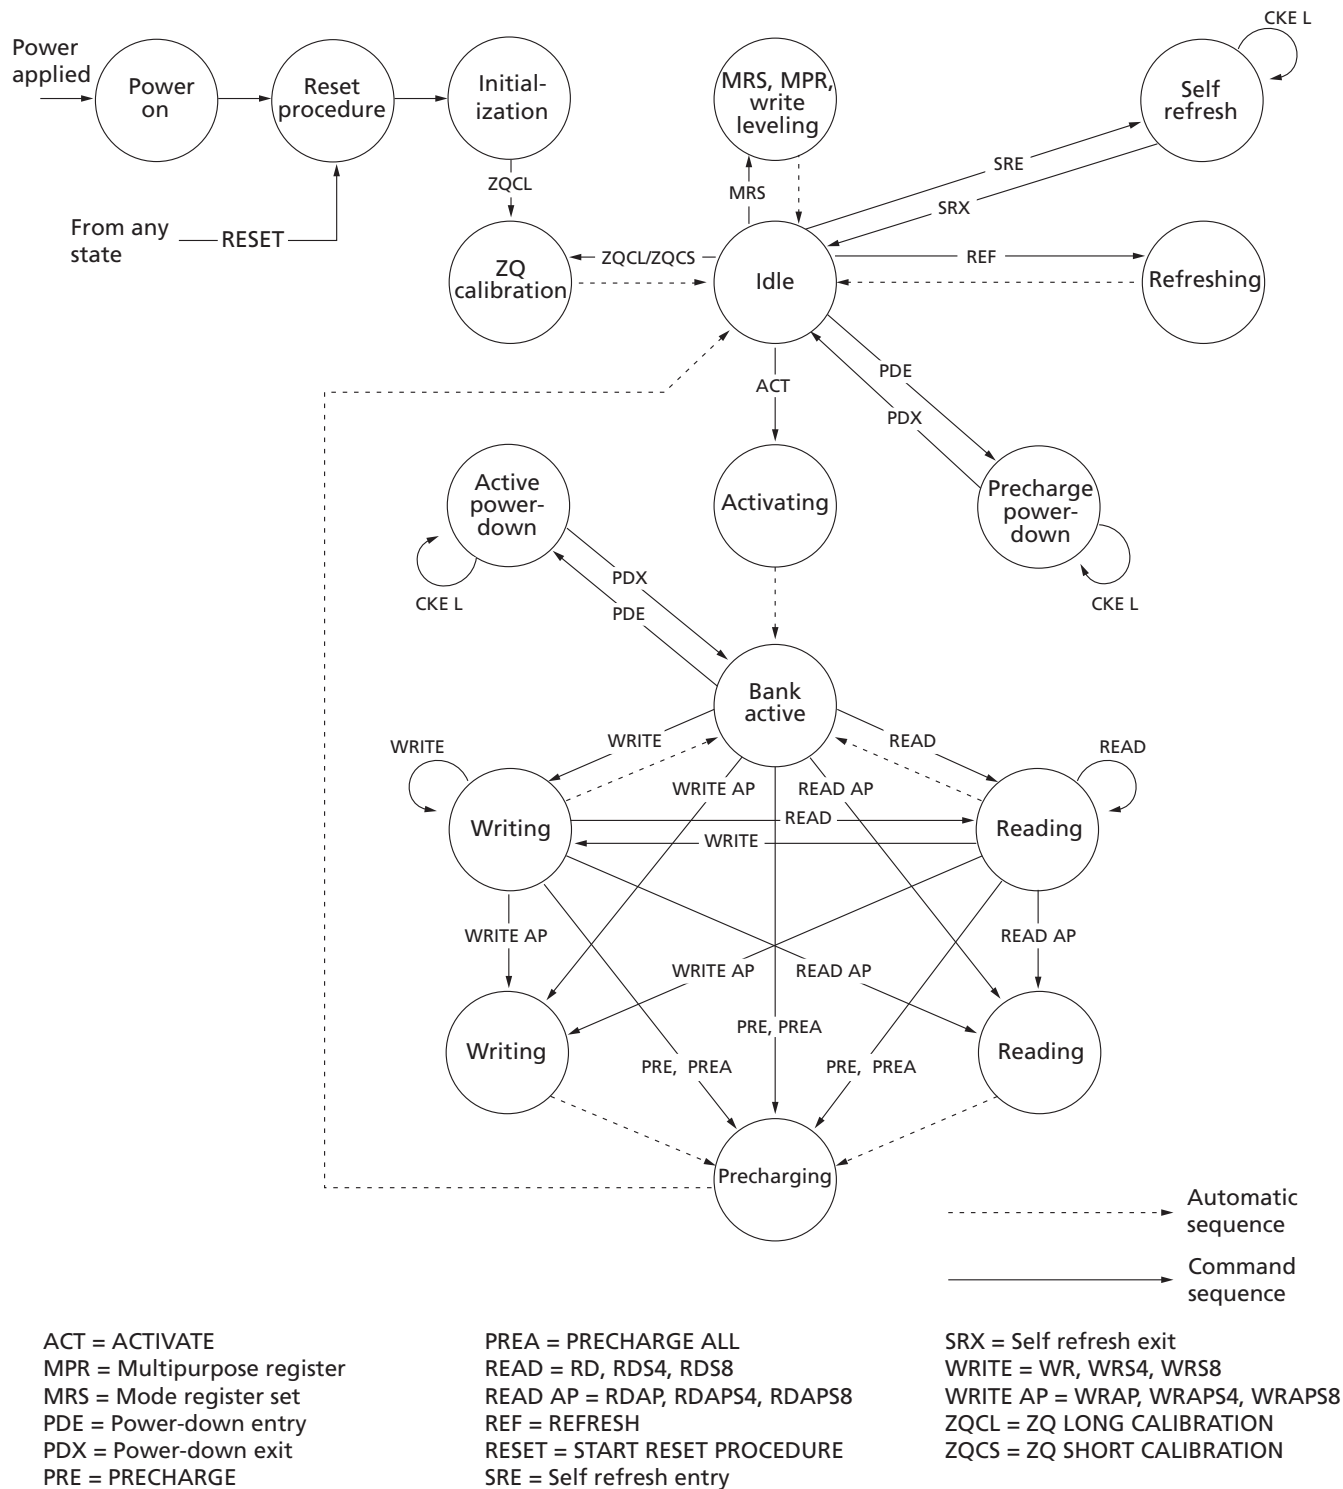 CKE L
Power
applied
Power
on
Reset
procedure
Initial-
ization
MRS, MPR,
write
leveling
Self
refresh
ZQCL
MRS
SRE
SRX
From any
state
RESET
ZQ
calibration
ZQCL/ZQCS
Idle
REF
Refreshing
PDE
ACT
PDX
Active
power-
down
Activating
Precharge
power-
down
PDX
CKE L
PDE
CKE L
Bank
active
WRITE
WRITE
READ
READ
WRITE AP
READ AP
Writing
READ
Reading
WRITE
WRITE AP
READ AP
WRITE AP
READ AP
PRE, PREA
Writing
Reading
PRE, PREA
PRE, PREA
Precharging
Automatic
sequence
Command
sequence
ACT = ACTIVATE
MPR = Multipurpose register
MRS = Mode register set
PDE = Power-down entry
PDX = Power-down exit
PRE = PRECHARGE
PREA = PRECHARGE ALL
READ = RD, RDS4, RDS8
READ AP = RDAP, RDAPS4, RDAPS8
REF = REFRESH
RESET = START RESET PROCEDURE
SRE = Self refresh entry
SRX = Self refresh exit
WRITE = WR, WRS4, WRS8
WRITE AP = WRAP, WRAPS4, WRAPS8
ZQCL = ZQ LONG CALIBRATION
ZQCS = ZQ SHORT CALIBRATION